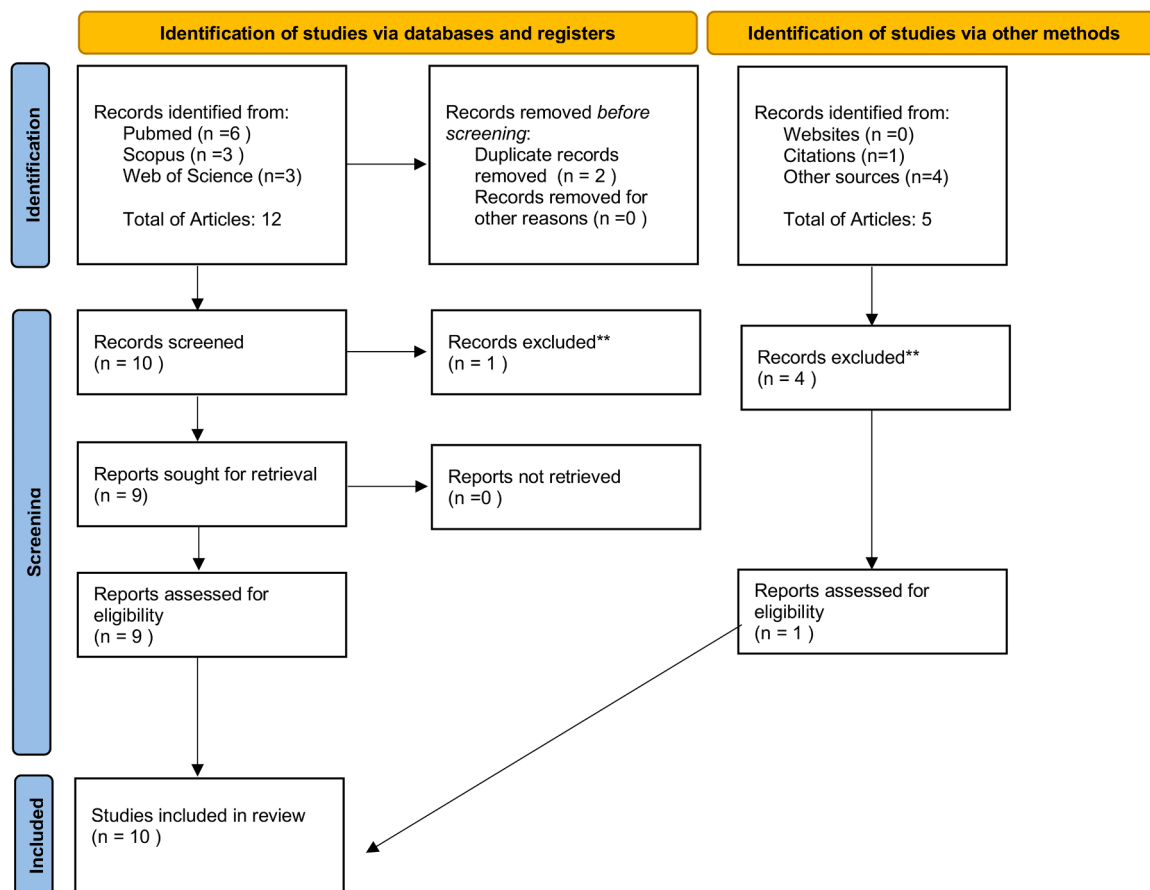 Identification of studies via databases and registers
Identification of studies via other methods
Identification
Records identified from:
Pubmed (n =6 )
Scopus (n =3 )
Web of Science (n=3)
Total of Articles: 12
Records removed before
screening:
Duplicate records
removed  (n = 2 )
Records removed for
other reasons (n =0 )
Records identified from:
Websites (n =0)
Citations (n=1)
Other sources (n=4)
Total of Articles: 5
Screening
Records screened
(n = 10 )
Records excluded**
(n = 1 )
Records excluded**
(n = 4 )
Reports sought for retrieval
(n = 9)
Reports not retrieved
(n =0 )
Reports assessed for
eligibility
(n = 9 )
Reports assessed for
eligibility
(n = 1 )
Included
Studies included in review
(n = 10 )